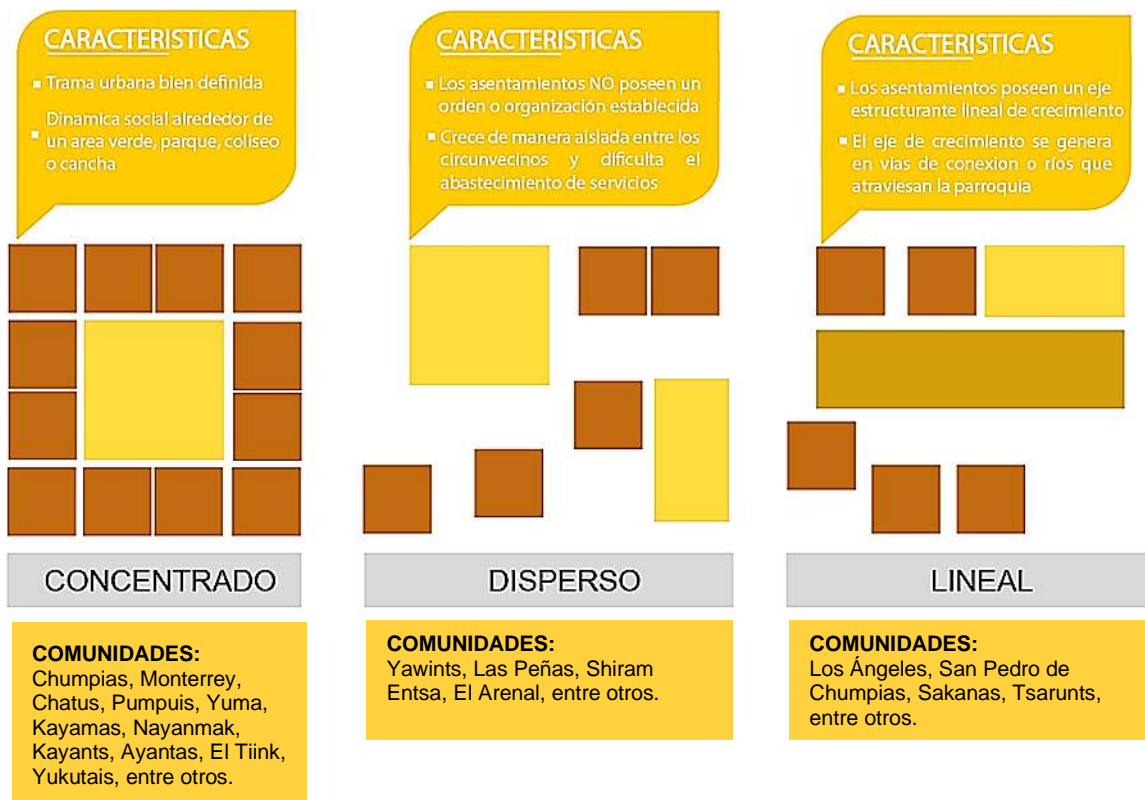 CARACTERISTICAS
Trama urbana bien definida
Dinamica social alrededor de
un area verde, parque, coliseo
o cancha
CONCENTRADO
COMUNIDADES:
Chumpias, Monterrey,
Chatus, Pumpuis, Yuma,
Kayamas, Nayanmak,
Kayants, Ayantas, El Tiink,
Yukutais, entre otros.
CARACTERISTICAS
Los asentamientos NO poseen un
orden o organización establecida
Crece de manera aislada entre los
circunvecinos y dificulta el
abastecimiento de servicios
DISPERSO
COMUNIDADES:
Yawints, Las Peñas, Shiram
Entsa, El Arenal, entre otros.
CARACTERISTICAS
Los asentamientos poseen un eje
estructurante lineal de crecimiento
El eje de crecimiento se genera
en vias de conexion o ríos que
atraviesan la parroquia
LINEAL
COMUNIDADES:
Los Ángeles, San Pedro de
Chumpias, Sakanas, Tsarunts,
entre otros.